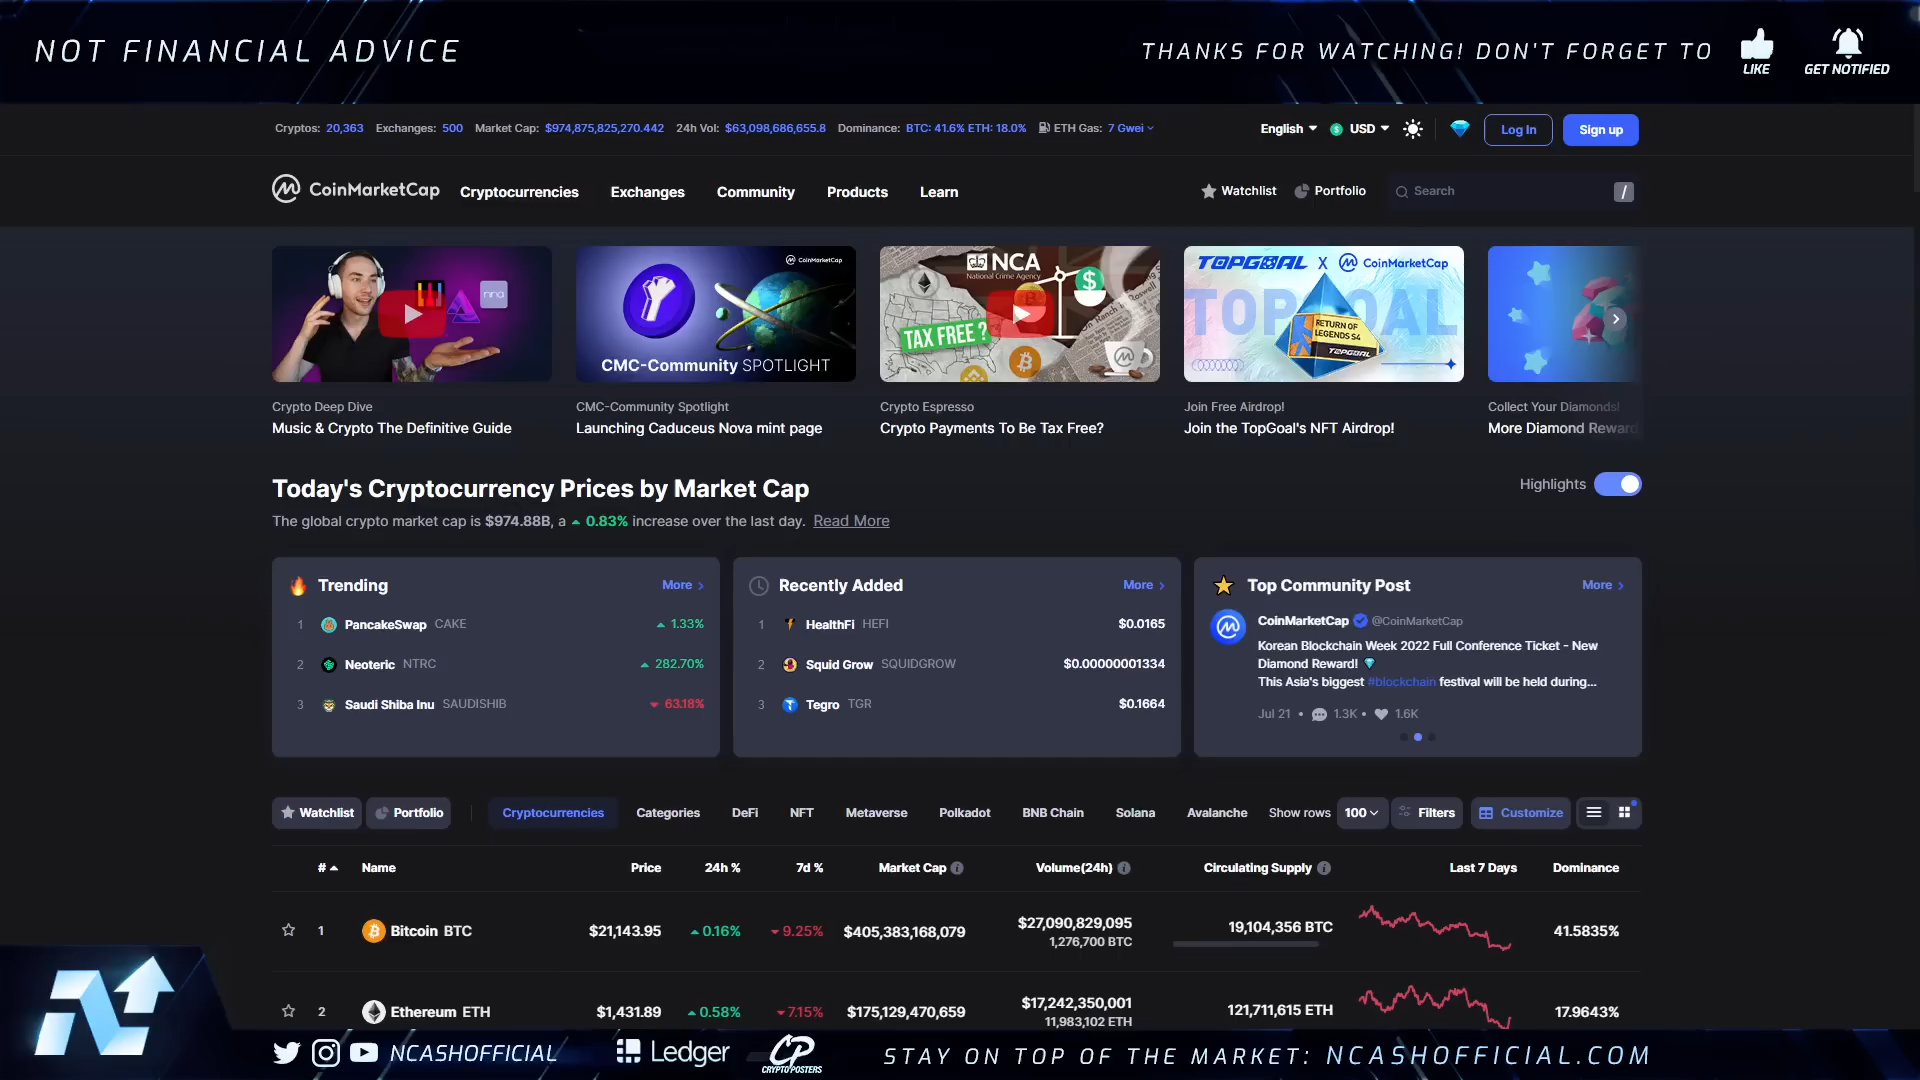 NOT FINANCIAL ADVICE
THANKS FOR WATCHING! DON'T FORGET TO
LIKE
GET NOTIFIED
Cryptos: 20,363 Exchanges: 500 Market Cap: $974,875,825,270.442 24h Vol: $63,098,686,655.8 Dominance: BTC: 41.6% ETH: 18.0% ETH Gas: 7 Gwei
English USD Log In Sign up
CoinMarketCap Cryptocurrencies Exchanges Community Products Learn
Watchlist Portfolio Search /
nna
CoinMarketCap
CMC-Community SPOTLIGHT
NCA
National Crime Agency
TAX FREE ?
TOPGOAL X CoinMarketCap
TOPGOAL
RETURN OF
LEGENDS S4
TOPGOAL
Crypto Deep Dive
Music & Crypto The Definitive Guide
CMC-Community Spotlight
Launching Caduceus Nova mint page
Crypto Espresso
Crypto Payments To Be Tax Free?
Join Free Airdrop!
Join the TopGoal's NFT Airdrop!
Collect Your Diamonds!
More Diamond Reward
Today's Cryptocurrency Prices by Market Cap
Highlights
The global crypto market cap is $974.88B, a 0.83% increase over the last day. Read More
Trending More
1 PancakeSwap CAKE 1.33%
2 Neoteric NTRC 282.70%
3 Saudi Shiba Inu SAUDISHIB 63.18%
Recently Added More
1 HealthFi HEFI $0.0165
2 Squid Grow SQUIDGROW $0.00000001334
3 Tegro TGR $0.1664
Top Community Post More
CoinMarketCap @CoinMarketCap
Korean Blockchain Week 2022 Full Conference Ticket - New
Diamond Reward! 💎
This Asia's biggest #blockchain festival will be held during...
Jul 21 • 1.3K • 1.6K
Watchlist Portfolio Cryptocurrencies Categories DeFi NFT Metaverse Polkadot BNB Chain Solana Avalanche Show rows 100 Filters Customize
# Name Price 24h % 7d % Market Cap Volume(24h) Circulating Supply Last 7 Days Dominance
1 Bitcoin BTC $21,143.95 0.16% 9.25% $405,383,168,079 $27,090,829,095 19,104,356 BTC 41.5835%
1,276,700 BTC
2 Ethereum ETH $1,431.89 0.58% 7.15% $175,129,470,659 $17,242,350,001 121,711,615 ETH 17.9643%
11,983,102 ETH
NCASHOFFICIAL
Ledger
CP
CRYPTOPOSTERS
STAY ON TOP OF THE MARKET: NCASHOFFICIAL.COM